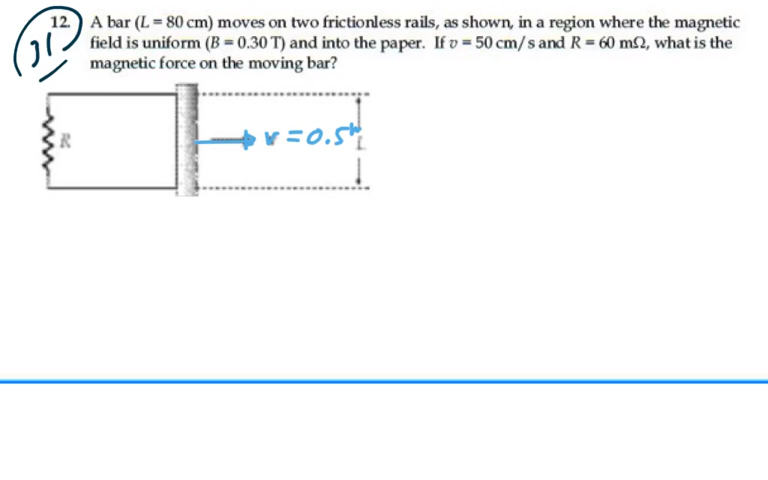 12. A bar (L = 80 cm) moves on two frictionless rails, as shown, in a region where the magnetic
31
field is uniform (B = 0.30 T) and into the paper. If v = 50 cm/s and R = 60 mΩ, what is the
magnetic force on the moving bar?
R
v = 0.5
L